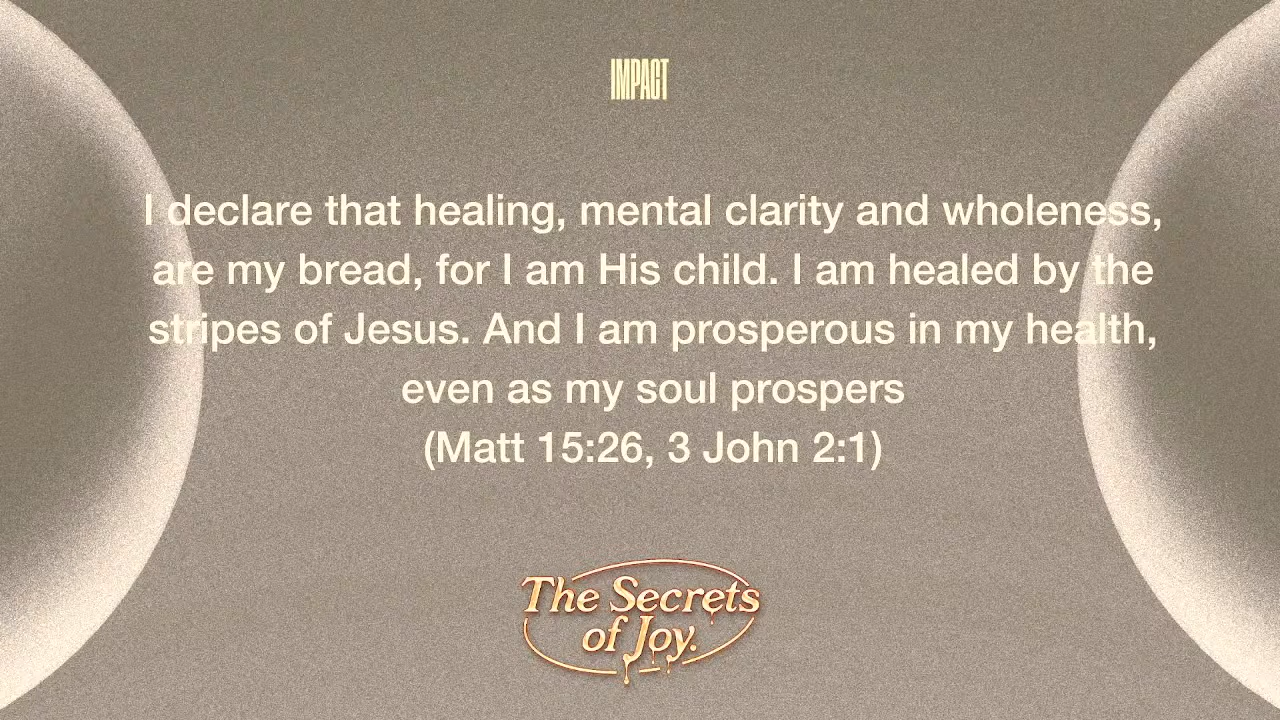 IMPACT
I declare that healing, mental clarity and wholeness,
are my bread, for I am His child. I am healed by the
stripes of Jesus. And I am prosperous in my health,
even as my soul prospers
(Matt 15:26, 3 John 2:1)
The Secrets
of Joy.